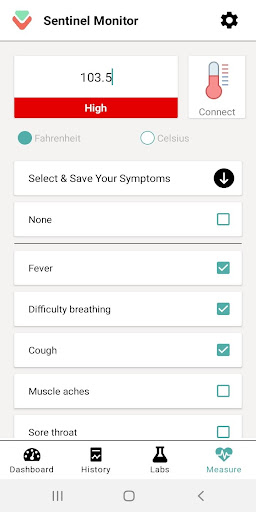 Sentinel Monitor
103.5
High
Connect
Fahrenheit
Celsius
Select & Save Your Symptoms
None
Fever
Difficulty breathing
Cough
Muscle aches
Sore throat
Dashboard
History
Labs
Measure